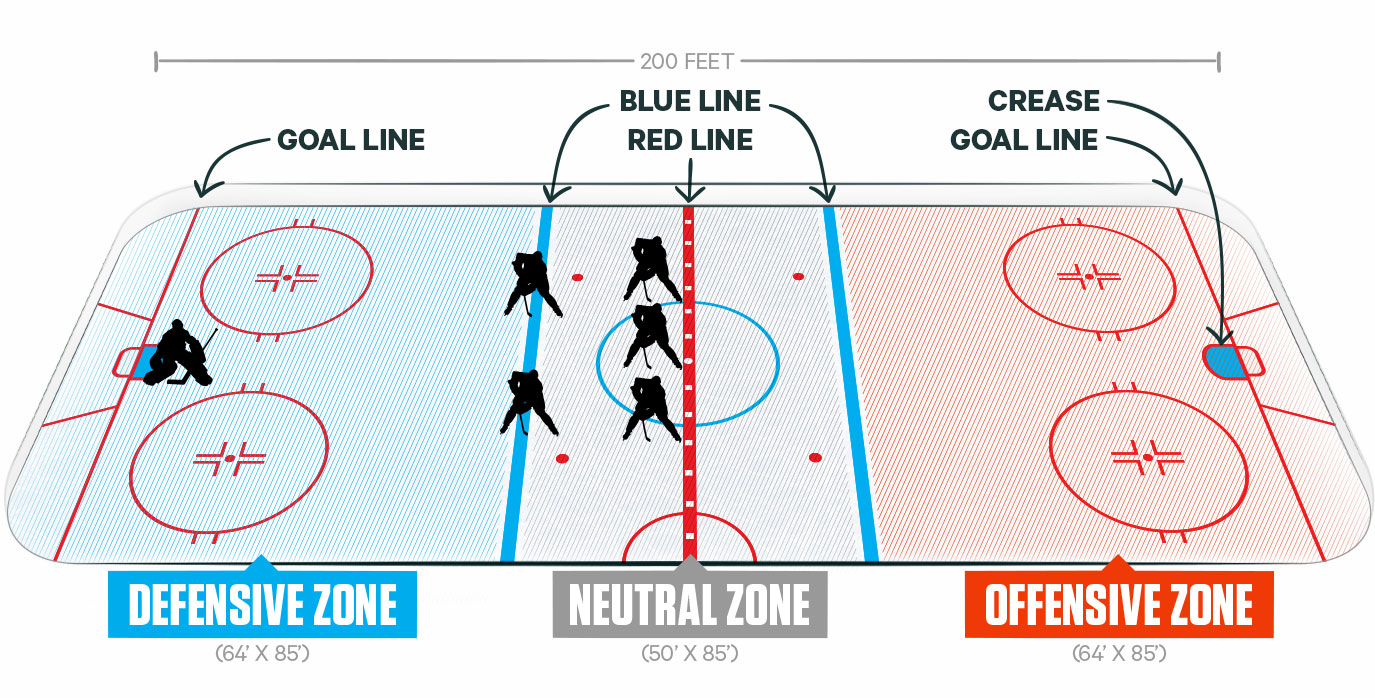 200 FEET
BLUE LINE
CREASE
GOAL LINE
RED LINE
GOAL LINE
DEFENSIVE ZONE
NEUTRAL ZONE
OFFENSIVE ZONE
(64' X 85')
(50' X 85')
(64' X 85')